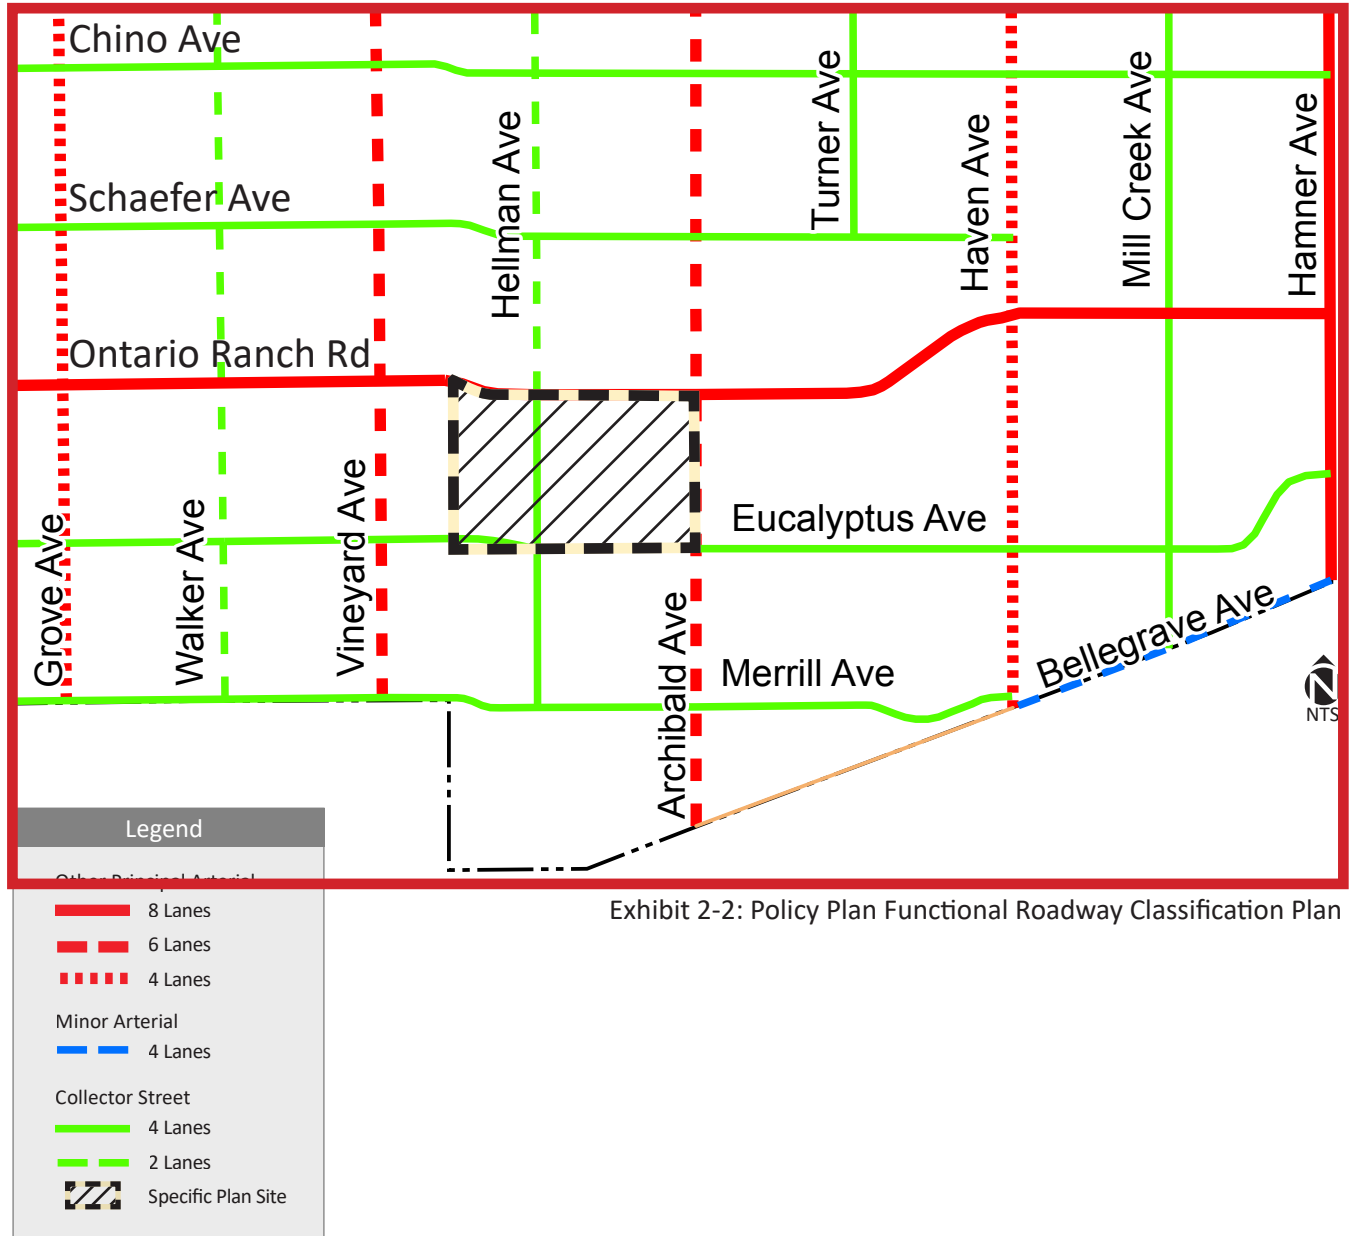 Chino Ave
Turner Ave
Mill Creek Ave
Hamner Ave
Hellman Ave
Haven Ave
Schaefer Ave
Ontario Ranch Rd
Eucalyptus Ave
Grove Ave
Walker Ave
Vineyard Ave
Archibald Ave
Merrill Ave
Bellegrave Ave
N
NTS
Legend
Other Principal Arterial
8 Lanes
6 Lanes
4 Lanes
Minor Arterial
4 Lanes
Collector Street
4 Lanes
2 Lanes
Specific Plan Site
Exhibit 2-2: Policy Plan Functional Roadway Classification Plan